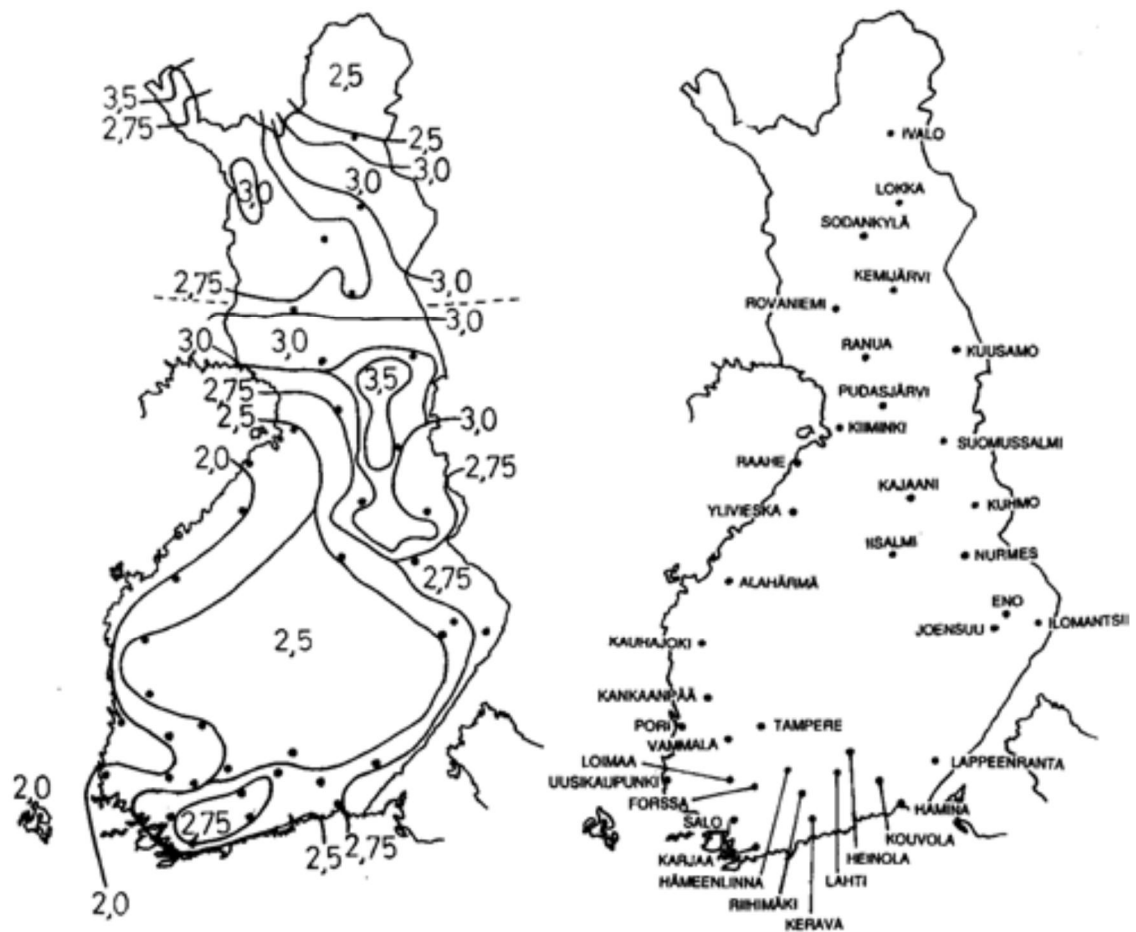 2,5
3,5
2,75
2,5
3,0
3,0
3,0
2,75
3,0
3,0
3,0
3,0
2,75
3,5
2,5
3,0
2,0
2,75
2,75
2,5
2,0
2,75
2,5
2,75
2,0
IVALO
LOKKA
SODANKYLÄ
KEMIJÄRVI
ROVANIEMI
RANUA
KUUSAMO
PUDASJÄRVI
KIIMINKI
SUOMUSSALMI
RAAHE
KAJAANI
YLIVIESKA
KUHMO
IISALMI
NURMES
ALAHÄRMÄ
ENO
JOENSUU
ILOMANTSII
KAUHAJOKI
KANKAANPÄÄ
PORI
TAMPERE
VAMMALA
LOIMAA
LAPPEENRANTA
UUSIKAUPUNKI
FORSSA
HAMINA
SALO
KOUVOLA
KARJAA
HEINOLA
HÄMEENLINNA
LAHTI
RIIHIMÄKI
KERAVA